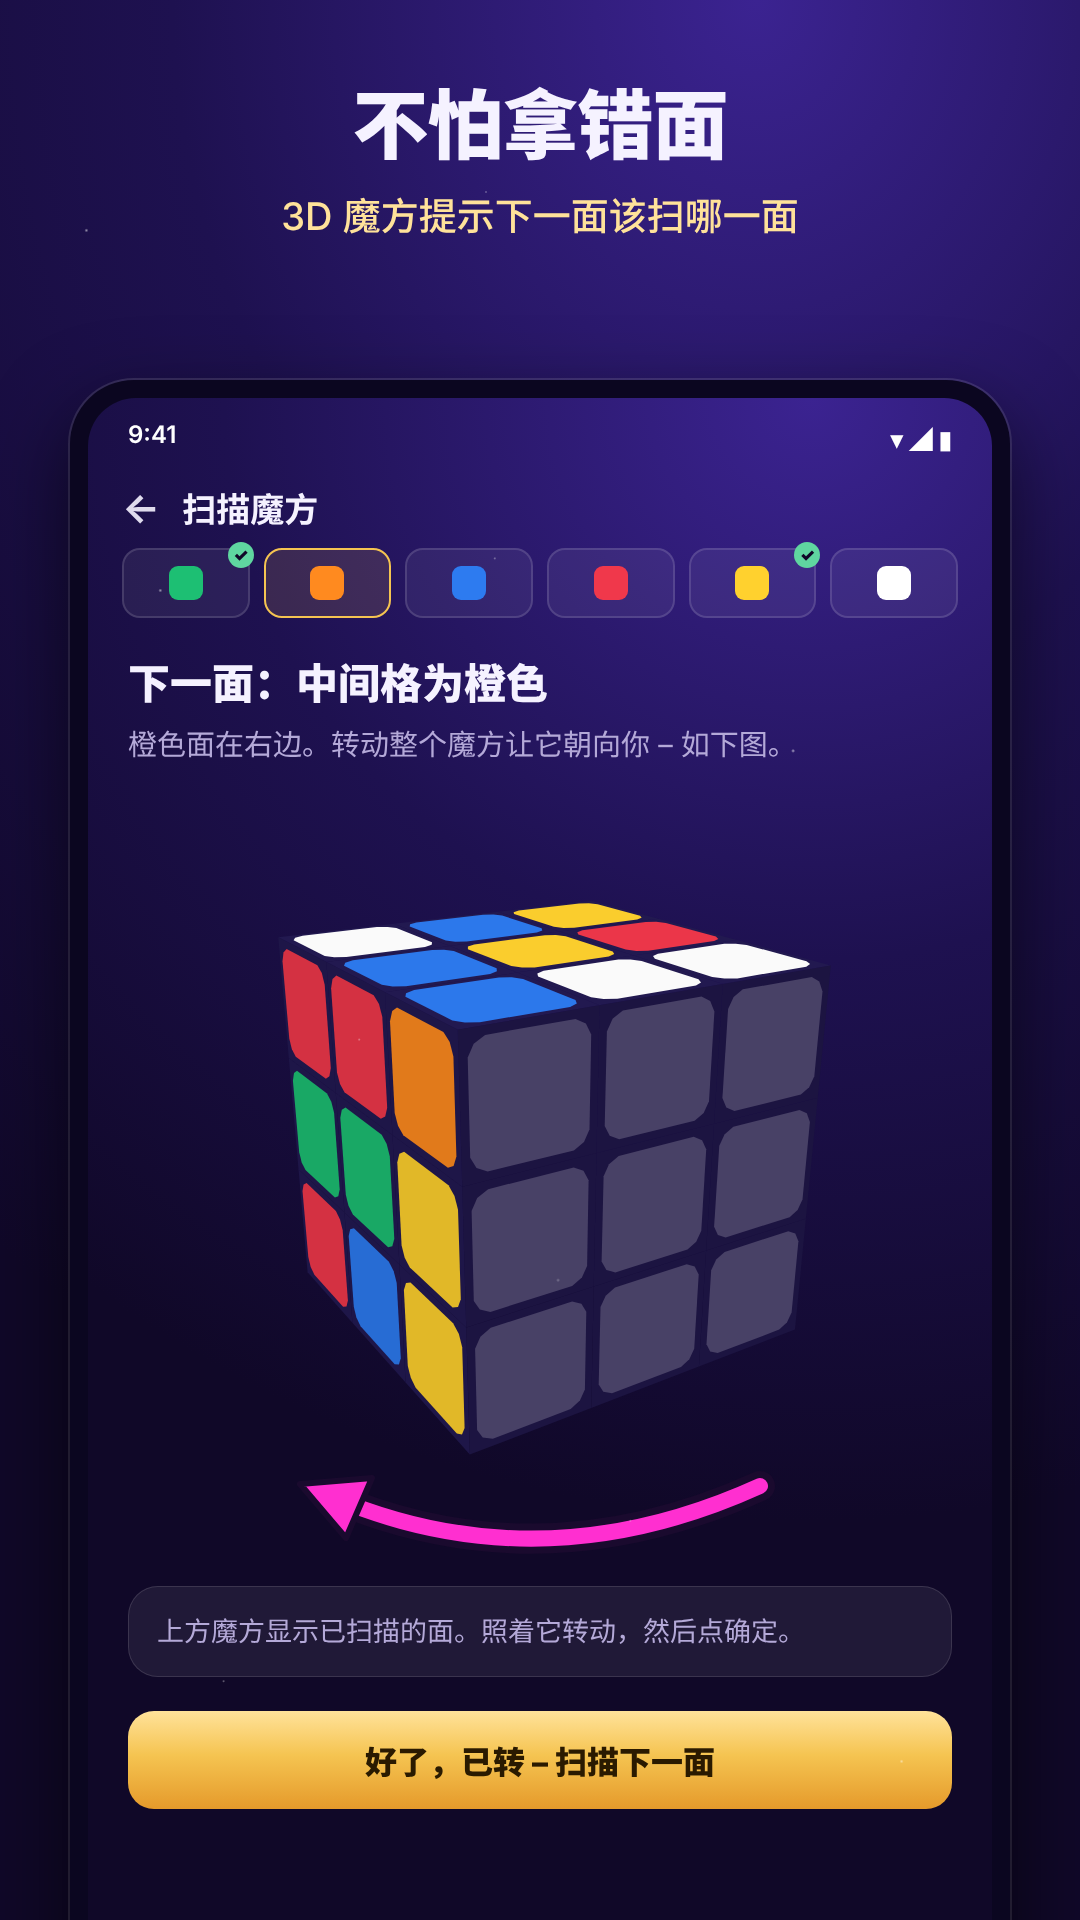 不怕拿错面
3D 魔方提示下一面该扫哪一面
9:41
扫描魔方
下一面：中间格为橙色
橙色面在右边。转动整个魔方让它朝向你 – 如下图。
上方魔方显示已扫描的面。照着它转动，然后点确定。
好了，已转 – 扫描下一面